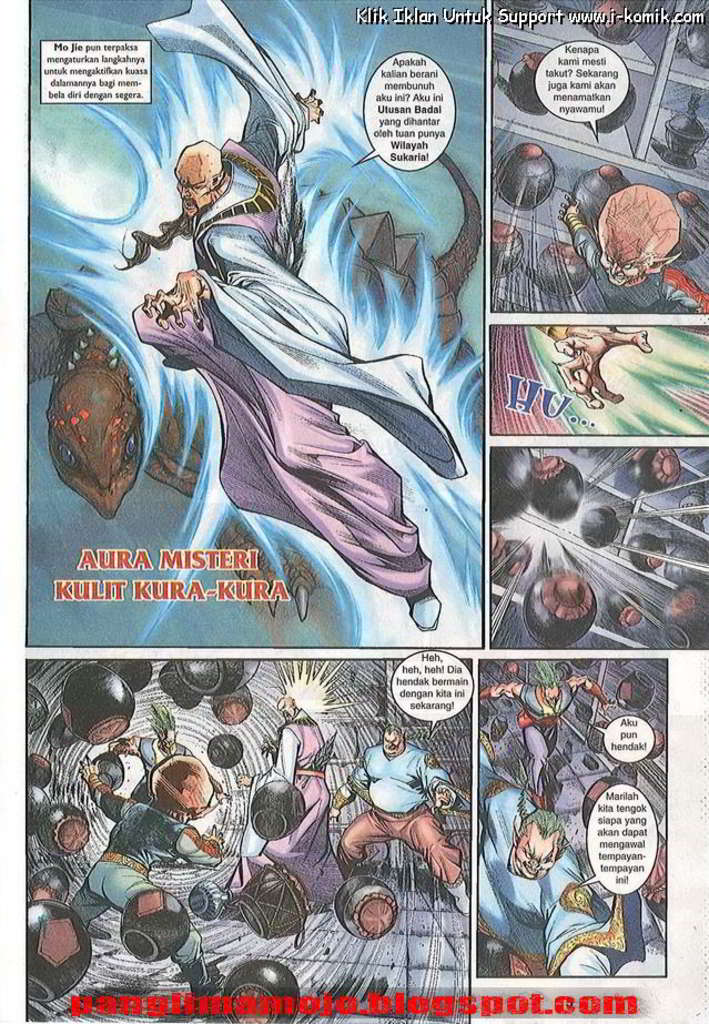 Klik Iklan Untuk Support www.i-komik.com
Mo Jie pun terpaksa
mengaturkan langkahnya
untuk mengaktifkan kuasa
dalamannya bagi mem-
bela diri dengan segera.
Apakah
kalian berani
membunuh
aku ini? Aku ini
Utusan Badai
yang dihantar
oleh tuan punya
Wilayah
Sukaria!
Kenapa
kami mesti
takut? Sekarang
juga kami akan
menamatkan
nyawamu!
HU...
AURA MISTERI
KULIT KURA-KURA
Heh,
heh, heh! Dia
hendak bermain
dengan kita ini
sekarang!
Aku
pun
hendak!
Marilah
kita tengok
siapa yang
akan dapat
mengawal
tempayan-
tempayan
ini!
panglimamojo.blogspot.com